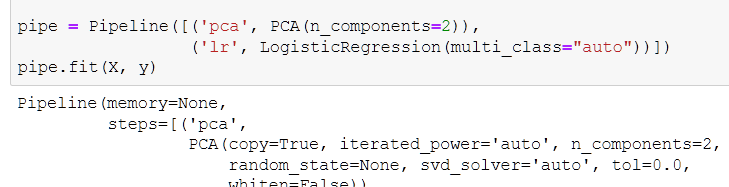 pipe = Pipeline([('pca', PCA(n_components=2)),
('lr', LogisticRegression(multi_class="auto"))])
pipe.fit(X, y)
Pipeline(memory=None,
steps=[('pca',
PCA(copy=True, iterated_power='auto', n_components=2,
random_state=None, svd_solver='auto', tol=0.0,
whiten=False))